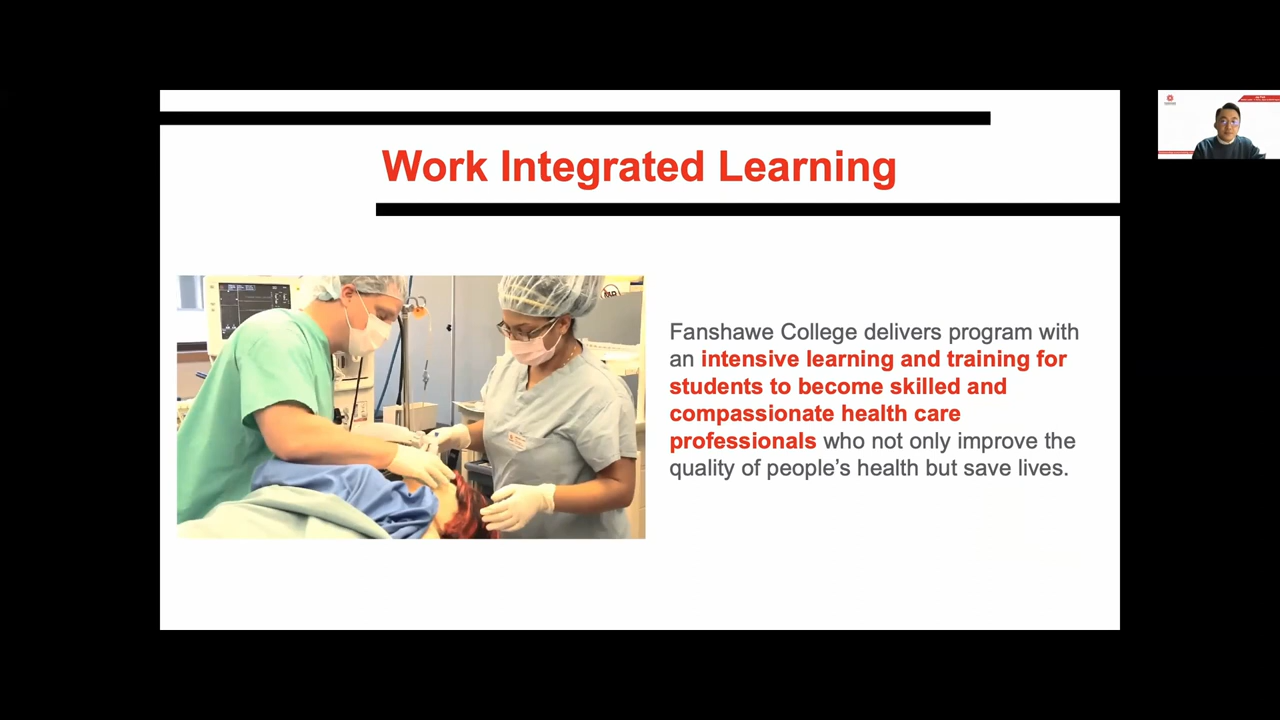 Work Integrated Learning
Fanshawe College delivers program with
an intensive learning and training for
students to become skilled and
compassionate health care
professionals who not only improve the
quality of people’s health but save lives.